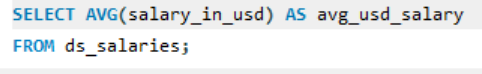 SELECT AVG(salary_in_usd) AS avg_usd_salary
FROM ds_salaries;